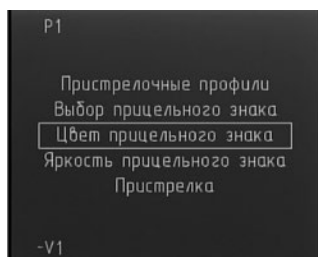 P1
Пристрелочные профили
Выбор прицельного знака
Цвет прицельного знака
Яркость прицельного знака
Пристрелка
-V1